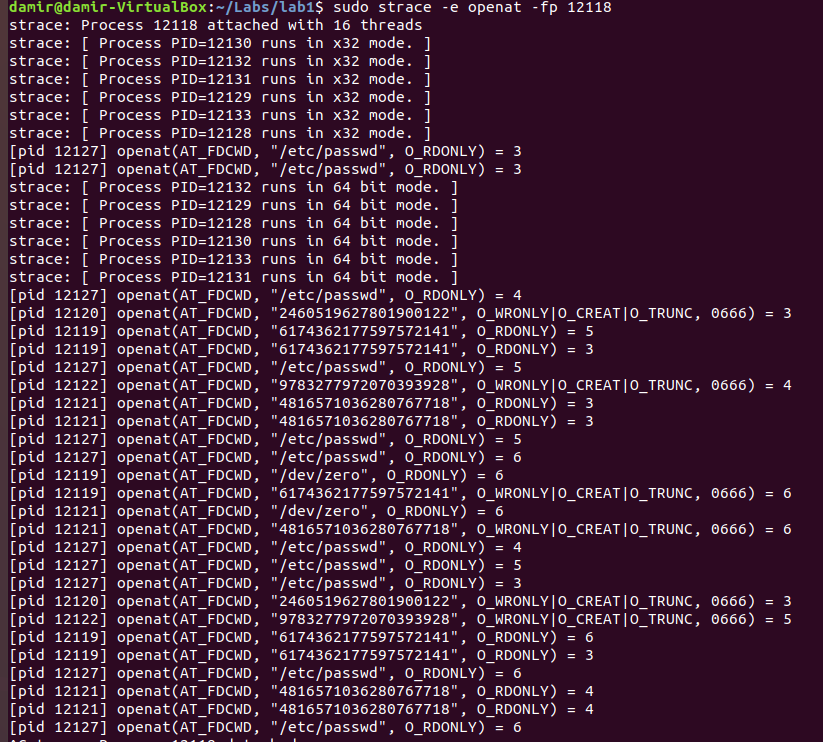 damir@damir-VirtualBox:~/Labs/lab1$ sudo strace -e openat -fp 12118
strace: Process 12118 attached with 16 threads
strace: [ Process PID=12130 runs in x32 mode. ]
strace: [ Process PID=12132 runs in x32 mode. ]
strace: [ Process PID=12131 runs in x32 mode. ]
strace: [ Process PID=12129 runs in x32 mode. ]
strace: [ Process PID=12133 runs in x32 mode. ]
strace: [ Process PID=12128 runs in x32 mode. ]
[pid 12127] openat(AT_FDCWD, "/etc/passwd", O_RDONLY) = 3
[pid 12127] openat(AT_FDCWD, "/etc/passwd", O_RDONLY) = 3
strace: [ Process PID=12132 runs in 64 bit mode. ]
strace: [ Process PID=12129 runs in 64 bit mode. ]
strace: [ Process PID=12128 runs in 64 bit mode. ]
strace: [ Process PID=12130 runs in 64 bit mode. ]
strace: [ Process PID=12133 runs in 64 bit mode. ]
strace: [ Process PID=12131 runs in 64 bit mode. ]
[pid 12127] openat(AT_FDCWD, "/etc/passwd", O_RDONLY) = 4
[pid 12120] openat(AT_FDCWD, "2460519627801900122", O_WRONLY|O_CREAT|O_TRUNC, 0666) = 3
[pid 12119] openat(AT_FDCWD, "6174362177597572141", O_RDONLY) = 5
[pid 12119] openat(AT_FDCWD, "6174362177597572141", O_RDONLY) = 3
[pid 12127] openat(AT_FDCWD, "/etc/passwd", O_RDONLY) = 5
[pid 12122] openat(AT_FDCWD, "9783277972070393928", O_WRONLY|O_CREAT|O_TRUNC, 0666) = 4
[pid 12121] openat(AT_FDCWD, "4816571036280767718", O_RDONLY) = 3
[pid 12121] openat(AT_FDCWD, "4816571036280767718", O_RDONLY) = 3
[pid 12127] openat(AT_FDCWD, "/etc/passwd", O_RDONLY) = 5
[pid 12127] openat(AT_FDCWD, "/etc/passwd", O_RDONLY) = 6
[pid 12119] openat(AT_FDCWD, "/dev/zero", O_RDONLY) = 6
[pid 12119] openat(AT_FDCWD, "6174362177597572141", O_WRONLY|O_CREAT|O_TRUNC, 0666) = 6
[pid 12121] openat(AT_FDCWD, "/dev/zero", O_RDONLY) = 6
[pid 12121] openat(AT_FDCWD, "4816571036280767718", O_WRONLY|O_CREAT|O_TRUNC, 0666) = 6
[pid 12127] openat(AT_FDCWD, "/etc/passwd", O_RDONLY) = 4
[pid 12127] openat(AT_FDCWD, "/etc/passwd", O_RDONLY) = 5
[pid 12127] openat(AT_FDCWD, "/etc/passwd", O_RDONLY) = 3
[pid 12120] openat(AT_FDCWD, "2460519627801900122", O_WRONLY|O_CREAT|O_TRUNC, 0666) = 3
[pid 12122] openat(AT_FDCWD, "9783277972070393928", O_WRONLY|O_CREAT|O_TRUNC, 0666) = 5
[pid 12119] openat(AT_FDCWD, "6174362177597572141", O_RDONLY) = 6
[pid 12119] openat(AT_FDCWD, "6174362177597572141", O_RDONLY) = 3
[pid 12127] openat(AT_FDCWD, "/etc/passwd", O_RDONLY) = 6
[pid 12121] openat(AT_FDCWD, "4816571036280767718", O_RDONLY) = 4
[pid 12121] openat(AT_FDCWD, "4816571036280767718", O_RDONLY) = 4
[pid 12127] openat(AT_FDCWD, "/etc/passwd", O_RDONLY) = 6